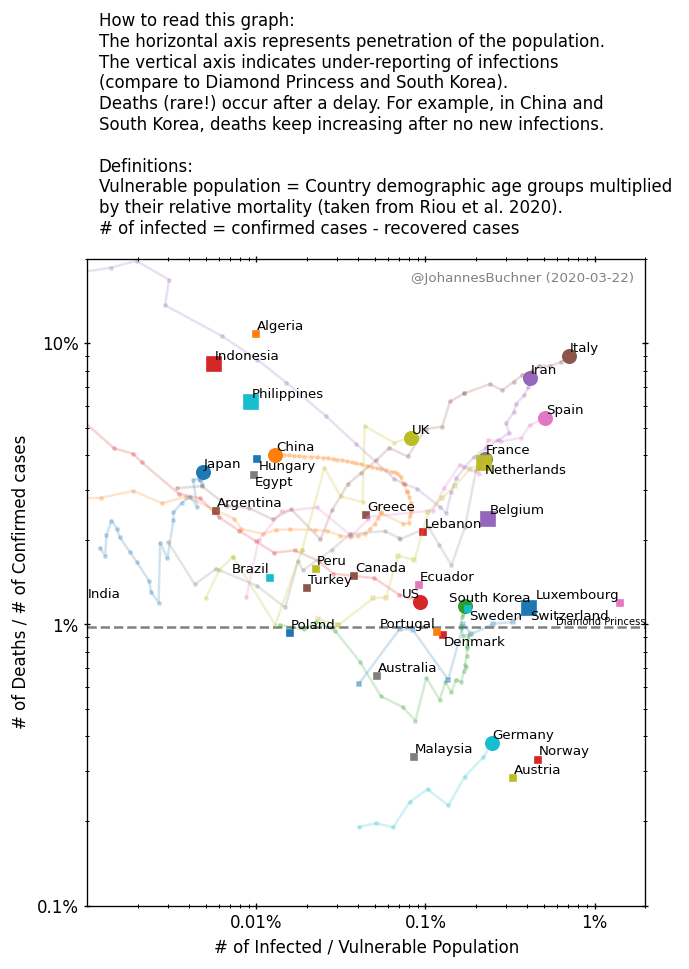 How to read this graph:
The horizontal axis represents penetration of the population.
The vertical axis indicates under-reporting of infections
(compare to Diamond Princess and South Korea).
Deaths (rare!) occur after a delay. For example, in China and
South Korea, deaths keep increasing after no new infections.
Definitions:
Vulnerable population = Country demographic age groups multiplied
by their relative mortality (taken from Riou et al. 2020).
# of infected = confirmed cases - recovered cases
@JohannesBuchner (2020-03-22)
Algeria
10%
Italy
Indonesia
Iran
Philippines
Spain
UK
China
France
Japan
Hungary
Netherlands
Egypt
Argentina
Greece
Belgium
Lebanon
Peru
Brazil
Canada
Turkey
Ecuador
India
US
South Korea
Luxembourg
Sweden
Switzerland
Diamond Princess
1%
Poland
Portugal
Denmark
Australia
Germany
Malaysia
Norway
Austria
0.1%
0.01%
0.1%
1%
# of Infected / Vulnerable Population
# of Deaths / # of Confirmed cases